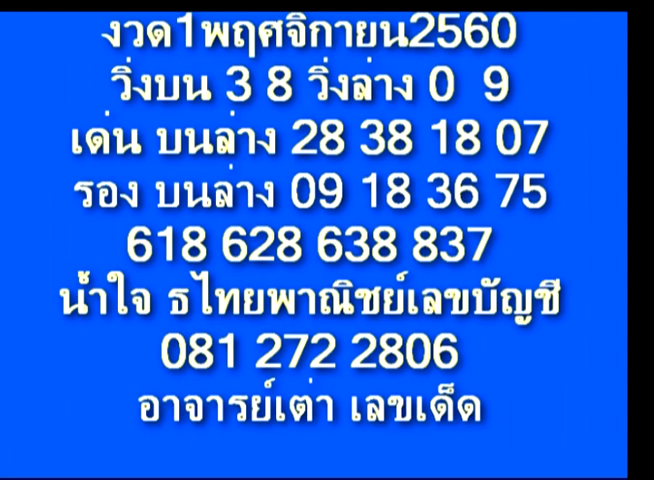 งวด1พฤศจิกายน2560
วิ่งบน 3 8 วิ่งล่าง 0 9
เด่น บนล่าง 28 38 18 07
รอง บนล่าง 09 18 36 75
618 628 638 837
น้ำใจ ธ ไทยพาณิชย์เลขบัญชี
081 272 2806
อาจารย์เต่า เลขเด็ด